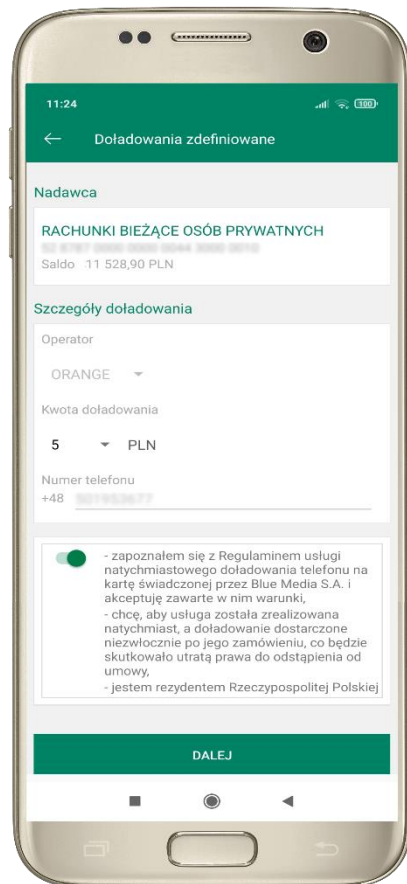 11:24
100
Doładowania zdefiniowane
Nadawca
RACHUNKI BIEŻĄCE OSÓB PRYWATNYCH
Saldo 11 528,90 PLN
Szczegóły doładowania
Operator
ORANGE
Kwota doładowania
5 PLN
Numer telefonu
+48
- zapoznałem się z Regulaminem usługi
natychmiastowego doładowania telefonu na
kartę świadczonej przez Blue Media S.A. i
akceptuję zawarte w nim warunki,
- chcę, aby usługa została zrealizowana
natychmiast, a doładowanie dostarczone
niezwłocznie po jego zamówieniu, co będzie
skutkowało utratą prawa do odstąpienia od
umowy,
- jestem rezydentem Rzeczypospolitej Polskiej
DALEJ